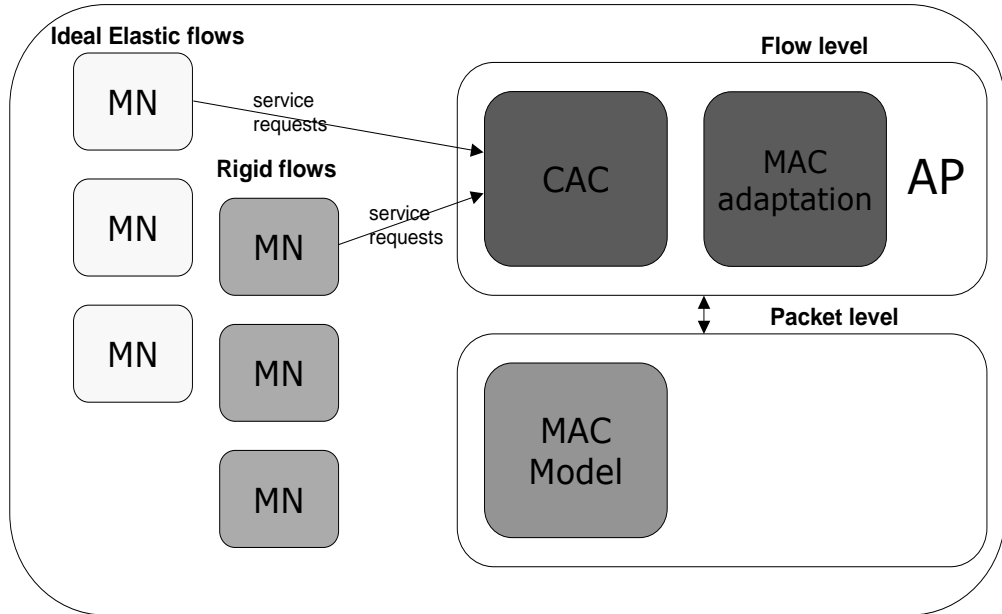 Ideal Elastic flows
MN
MN
MN
service
requests
Rigid flows
MN
MN
MN
service
requests
Flow level
CAC
MAC
adaptation
AP
Packet level
MAC
Model